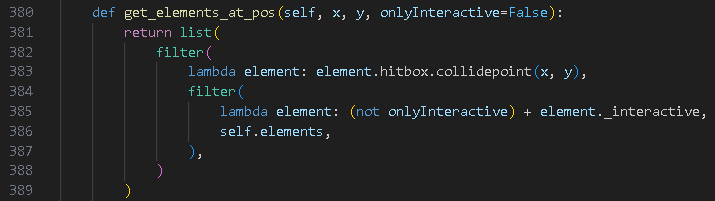 380 def get_elements_at_pos(self, x, y, onlyInteractive=False):
381 return list(
382 filter(
383 lambda element: element.hitbox.collidepoint(x, y),
384 filter(
385 lambda element: (not onlyInteractive) + element._interactive,
386 self.elements,
387 ),
388 )
389 )